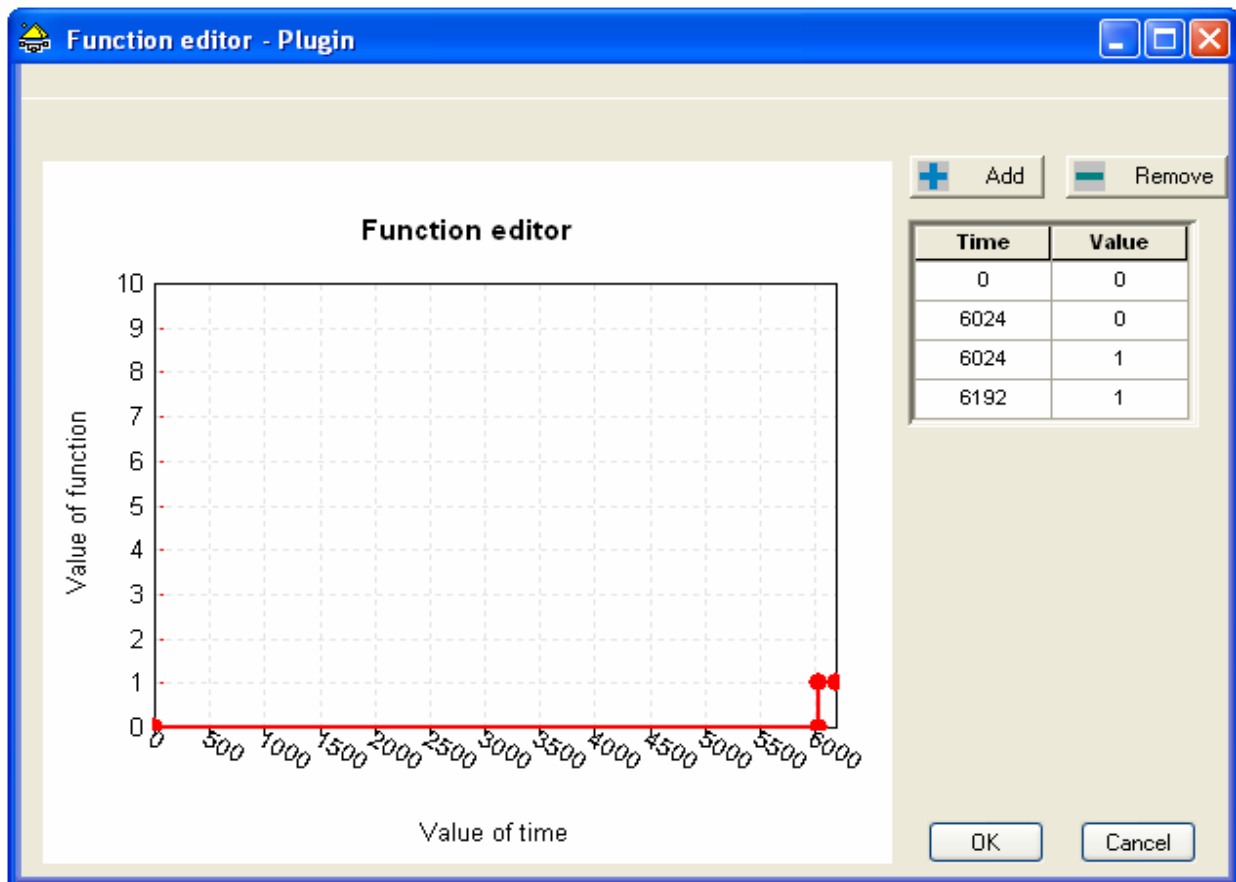 Function editor - Plugin
Add
Remove
Function editor
Time Value
0 0
6024 0
6024 1
6192 1
10
9
8
7
6
5
4
3
2
1
0
Value of function
0 500 1000 1500 2000 2500 3000 3500 4000 4500 5000 5500 6000
Value of time
OK
Cancel